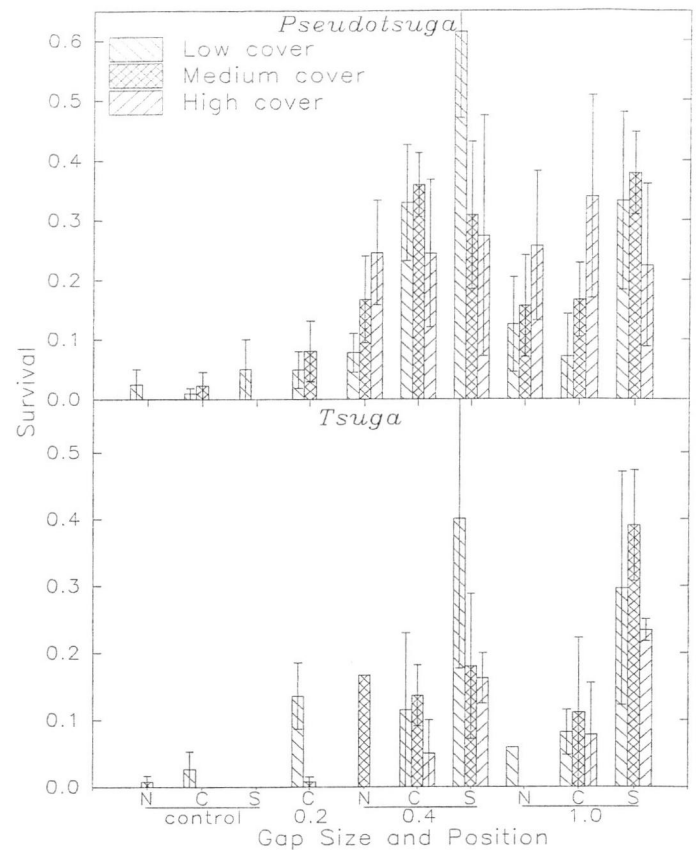 Pseudotsuga
Low cover
Medium cover
High cover
0.6
0.5
0.4
0.3
0.2
0.1
0.0
Survival
Tsuga
0.5
0.4
0.3
0.2
0.1
0.0
N C S C N C S N C S
control 0.2 0.4 1.0
Gap Size and Position